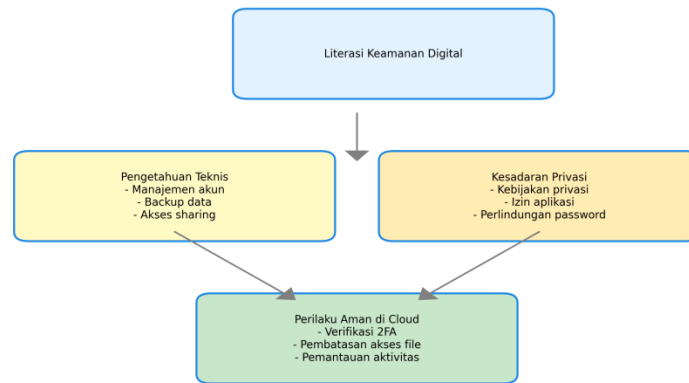 Literasi Keamanan Digital
Pengetahuan Teknis
- Manajemen akun
- Backup data
- Akses sharing
Kesadaran Privasi
- Kebijakan privasi
- Izin aplikasi
- Perlindungan password
Perilaku Aman di Cloud
- Verifikasi 2FA
- Pembatasan akses file
- Pemantauan aktivitas